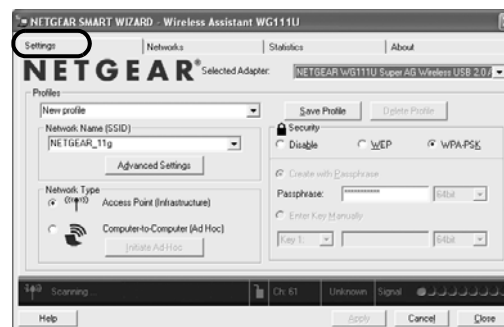 NETGEAR SMART WIZARD - Wireless Assistant WG111U
Settings Networks Statistics About
NETGEAR® Selected Adapter: NETGEAR WG111U Super AG Wireless USB 2.0
Profiles
New profile Save Profile Delete Profile
Network Name (SSID) Security
NETGEAR_11g Disable WEP WPA-PSK
Advanced Settings Create with Passphrase
Network Type Passphrase: *********** 64bit
Access Point (Infrastructure) Enter Key Manually
Computer-to-Computer (Ad Hoc) Key 1: 64bit
Initiate Ad Hoc
Scanning... Ch: 61 Unknown Signal
Help Apply Cancel Close